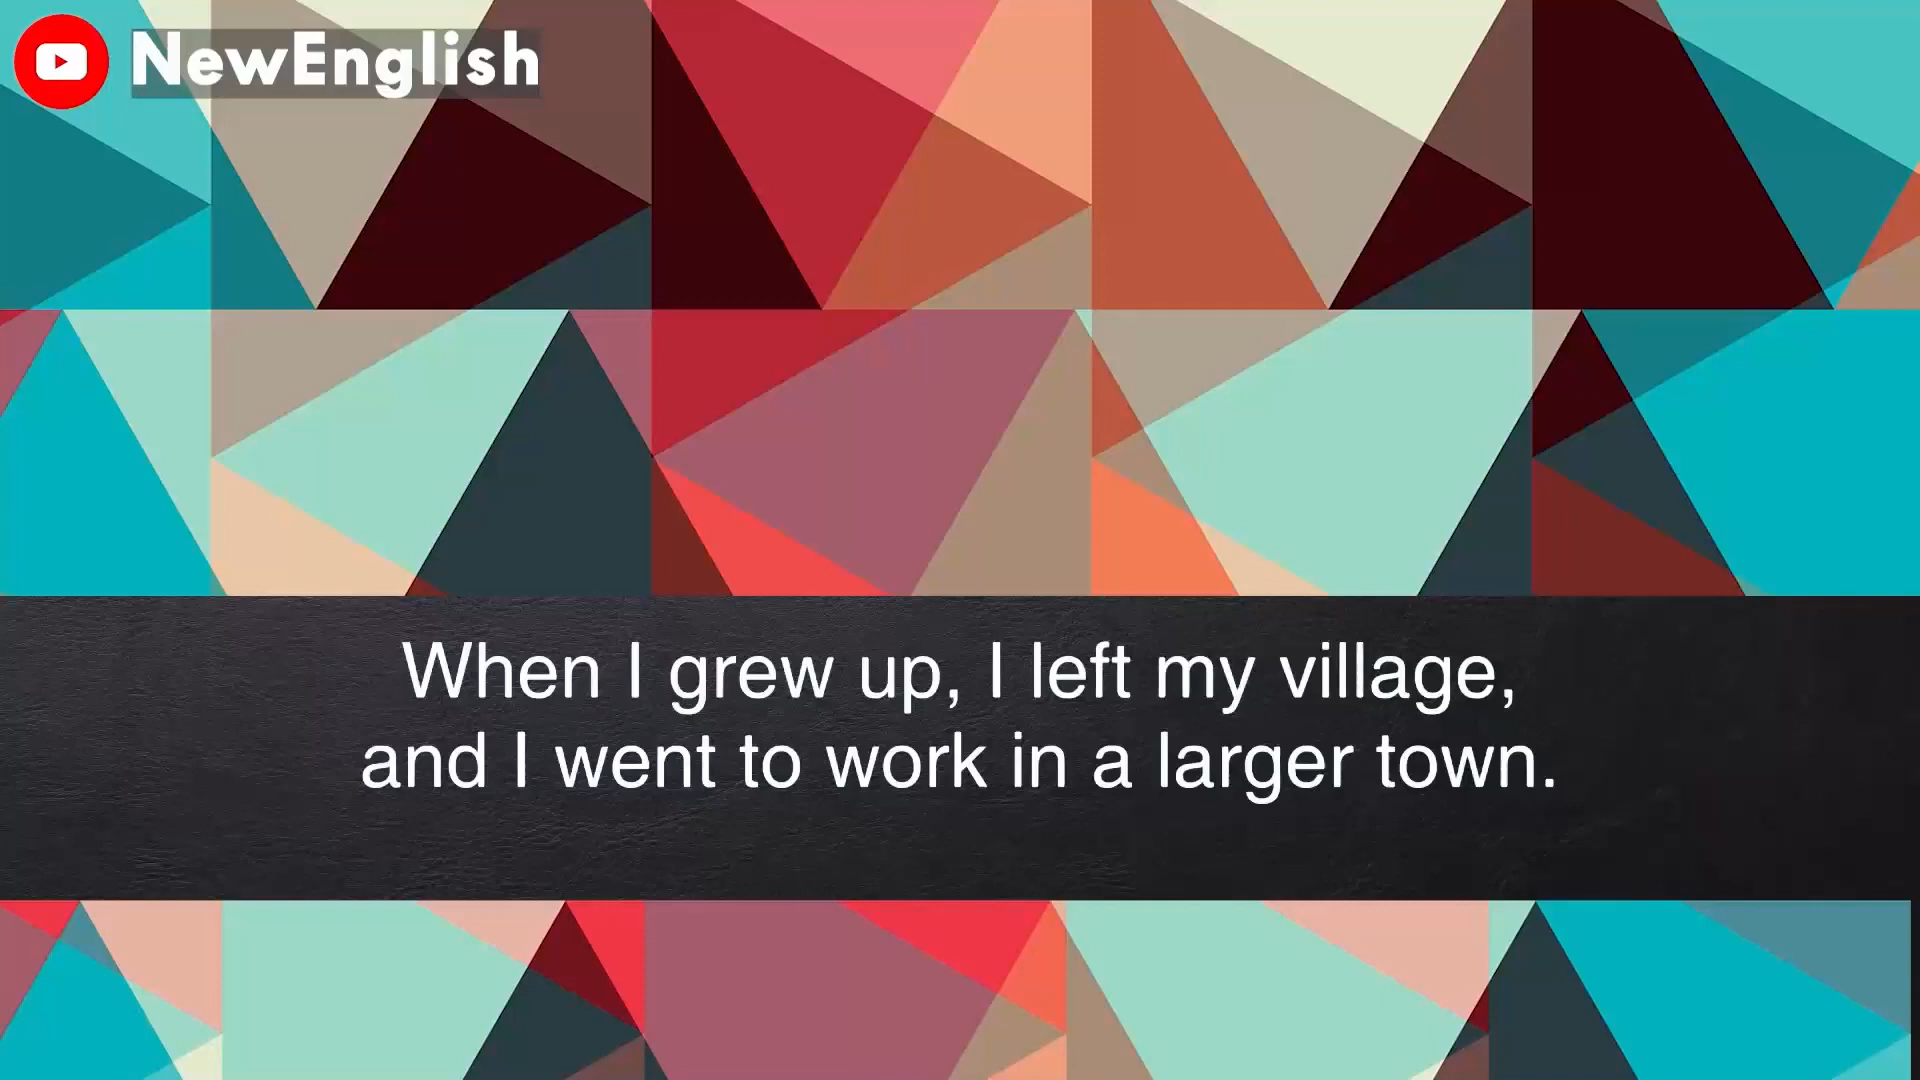 NewEnglish
When I grew up, I left my village,
and I went to work in a larger town.